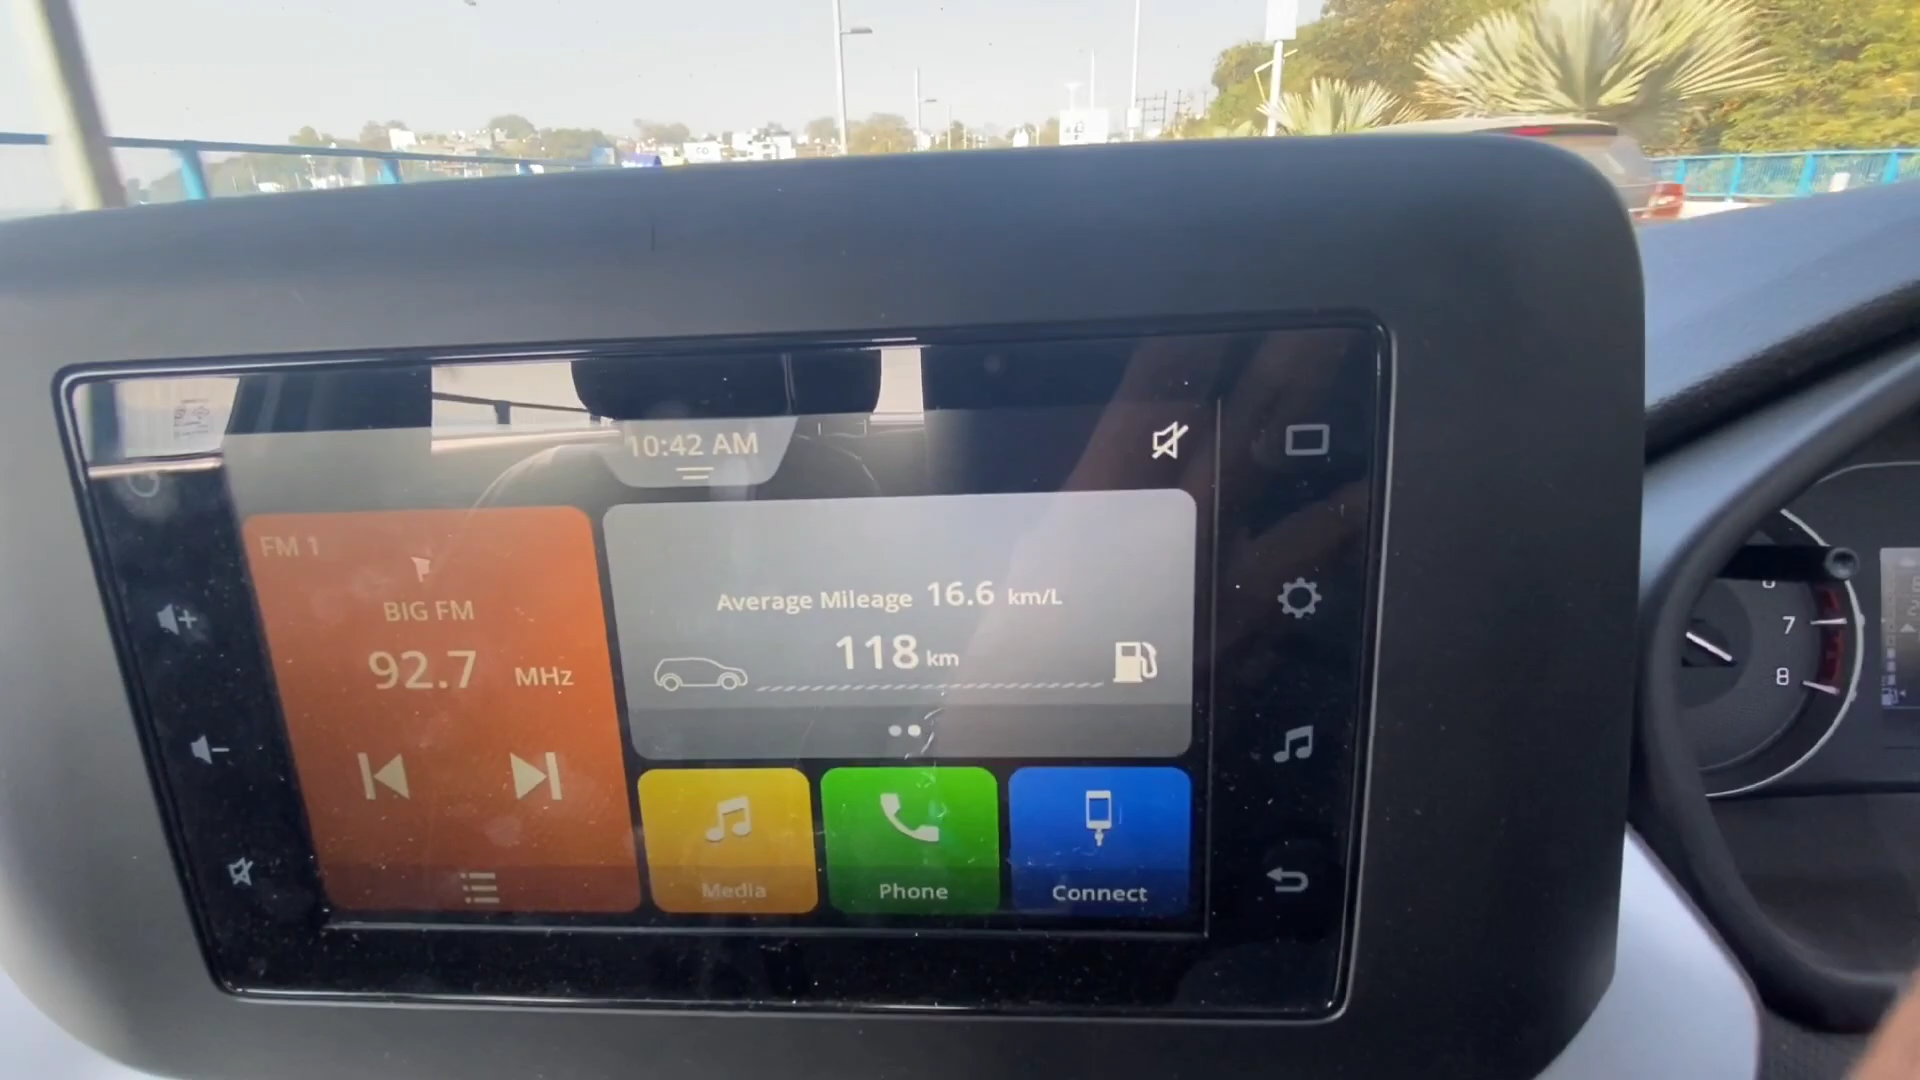 10:42 AM
FM 1
BIG FM
92.7 MHz
Average Mileage 16.6 km/L
118 km
Media
Phone
Connect
7
8